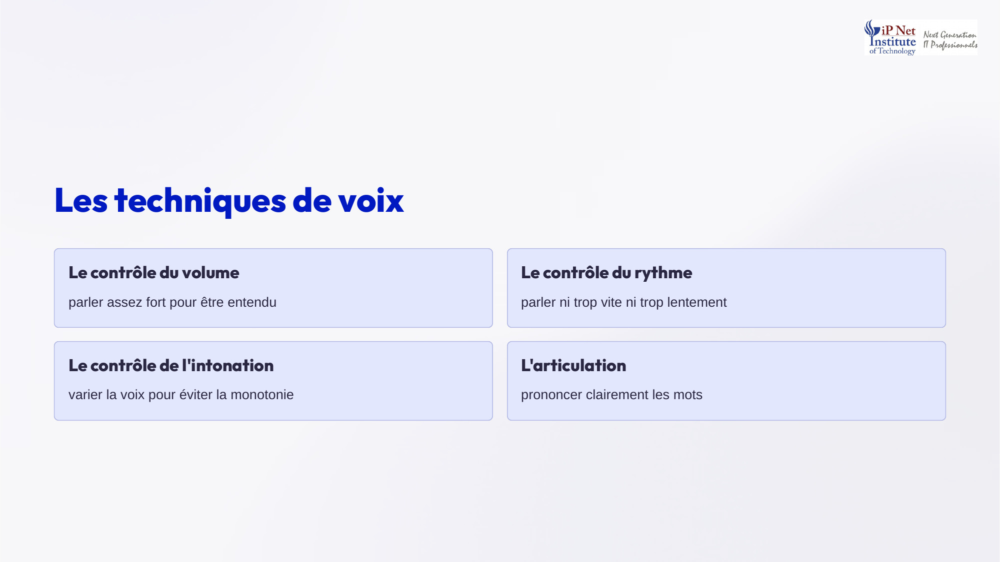 iP Net
Institute
of Technology
Next Generation
IT Professionnels
Les techniques de voix
Le contrôle du volume
parler assez fort pour être entendu
Le contrôle du rythme
parler ni trop vite ni trop lentement
Le contrôle de l'intonation
varier la voix pour éviter la monotonie
L'articulation
prononcer clairement les mots